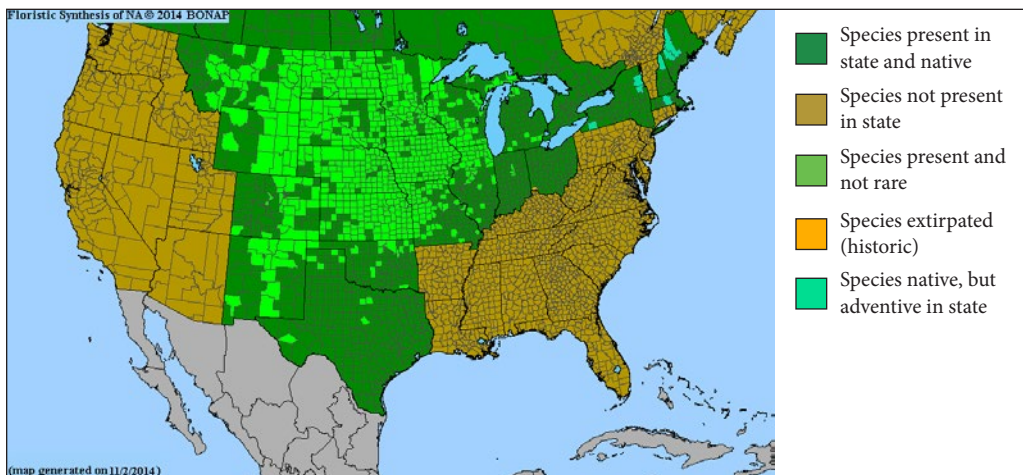 Floristic Synthesis of NA © 2014 BONAP
Species present in
state and native
Species not present
in state
Species present and
not rare
Species extirpated
(historic)
Species native, but
adventive in state
(map generated on 11/2/2014)